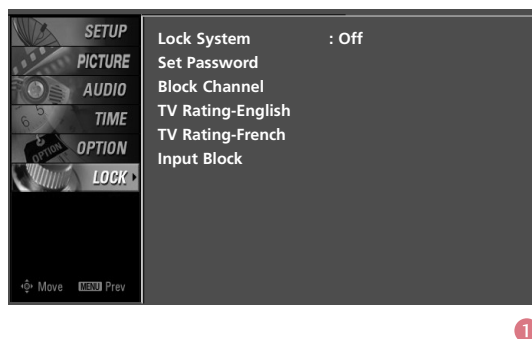 SETUP
PICTURE
AUDIO
TIME
OPTION
LOCK
Move MENU Prev
Lock System : Off
Set Password
Block Channel
TV Rating-English
TV Rating-French
Input Block
1